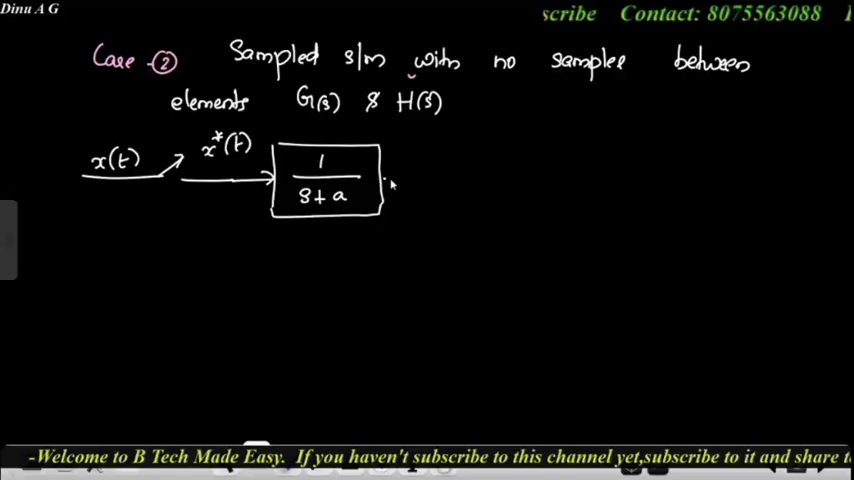 Dinu A G
scribe Contact: 8075563088
Case-② Sampled s/m with no sampler between
elements G(s) & H(s)
x(t) x*(t)
1
s+a
-Welcome to B Tech Made Easy. If you haven't subscribe to this channel yet,subscribe to it and share t